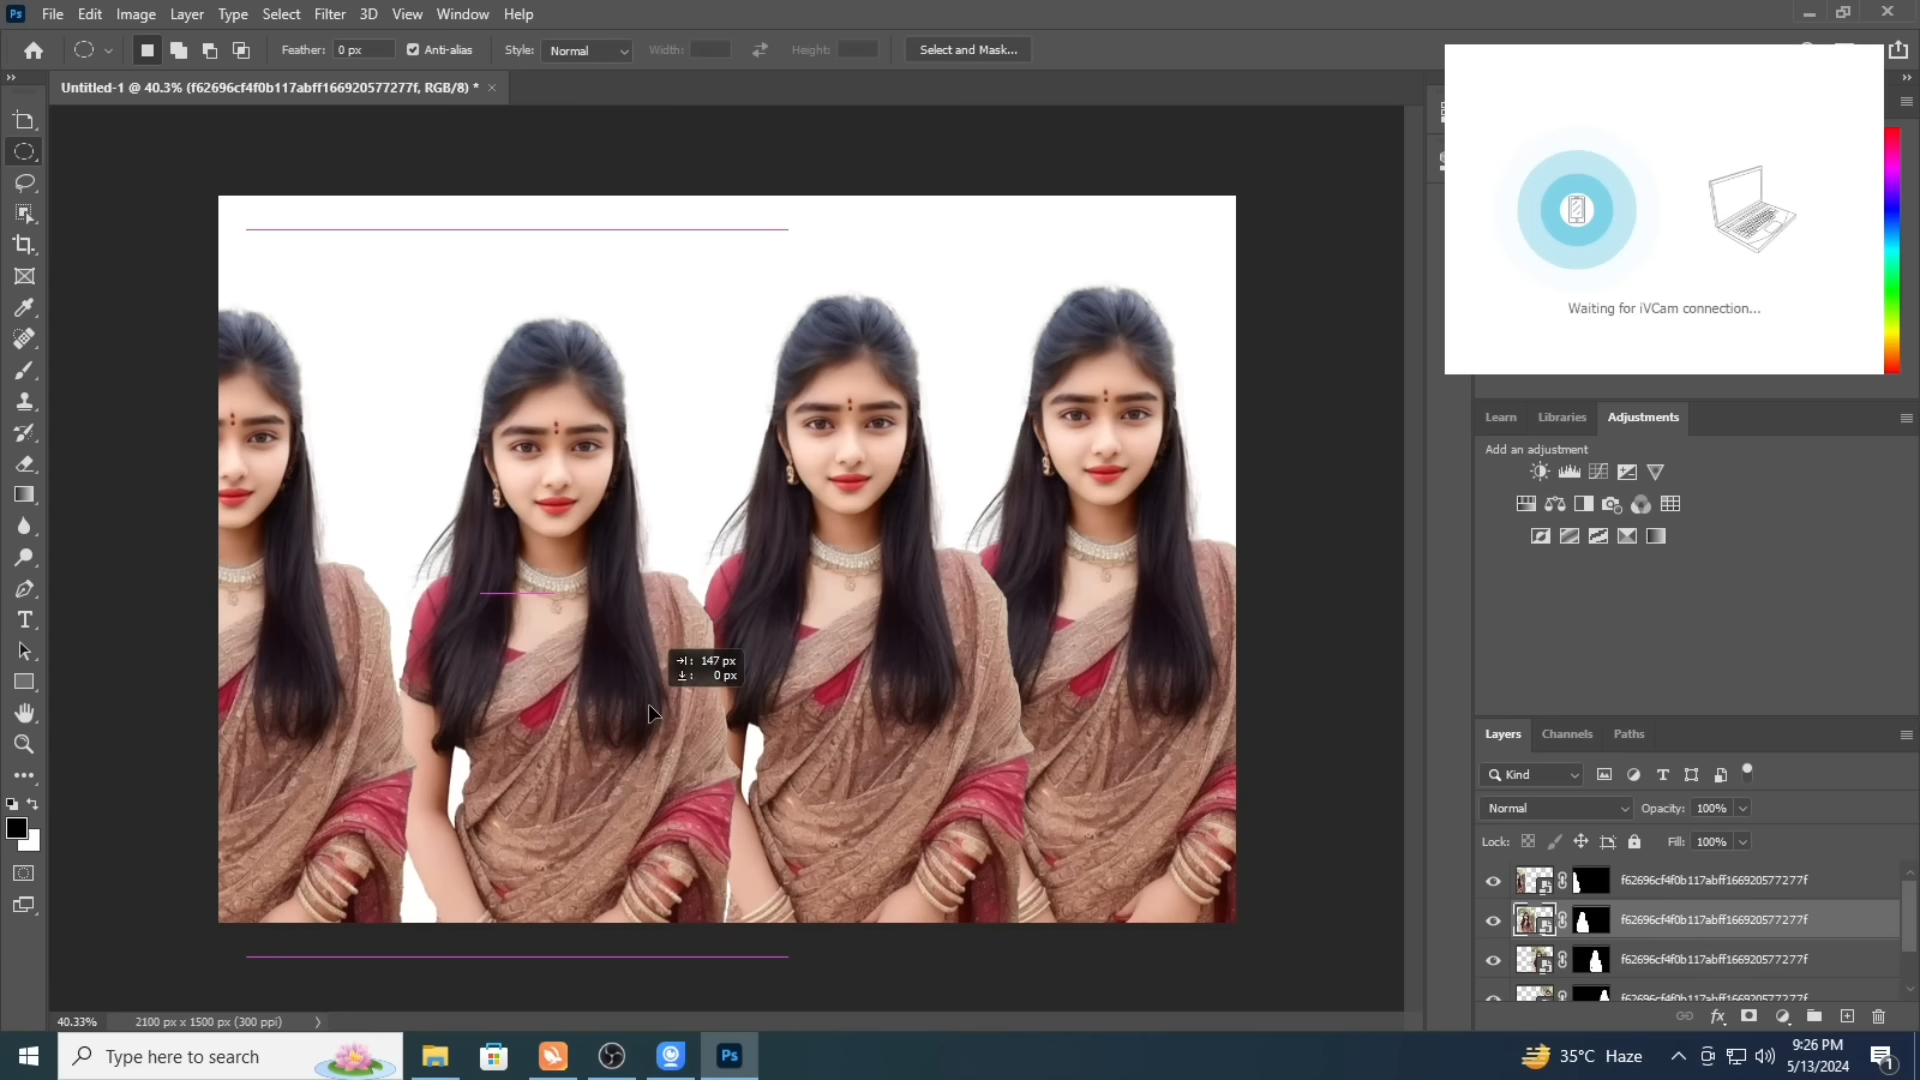 Ps File Edit Image Layer Type Select Filter 3D View Window Help
Feather: 0 px Anti-alias Style: Normal Width: Height: Select and Mask...
Untitled-1 @ 40.3% (f62696cf4f0b117abff166920577277f, RGB/8) * ×
Waiting for iVCam connection...
Learn Libraries Adjustments
Add an adjustment
147 px
0 px
Layers Channels Paths
Kind
Normal Opacity: 100%
Lock: Fill: 100%
f62696cf4f0b117abff166920577277f
f62696cf4f0b117abff166920577277f
f62696cf4f0b117abff166920577277f
f62696cf4f0b117abff166920577277f
40.33% 2100 px x 1500 px (300 ppi)
Type here to search Ps 35°C Haze 9:26 PM
5/13/2024 1